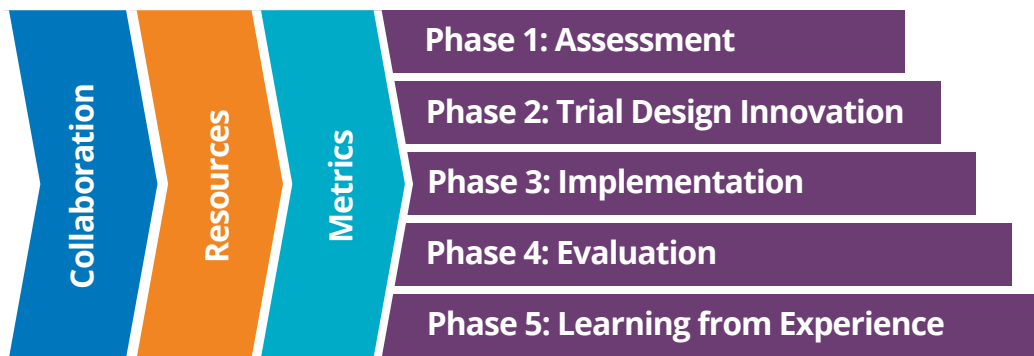 Collaboration
Resources
Metrics
Phase 1: Assessment
Phase 2: Trial Design Innovation
Phase 3: Implementation
Phase 4: Evaluation
Phase 5: Learning from Experience